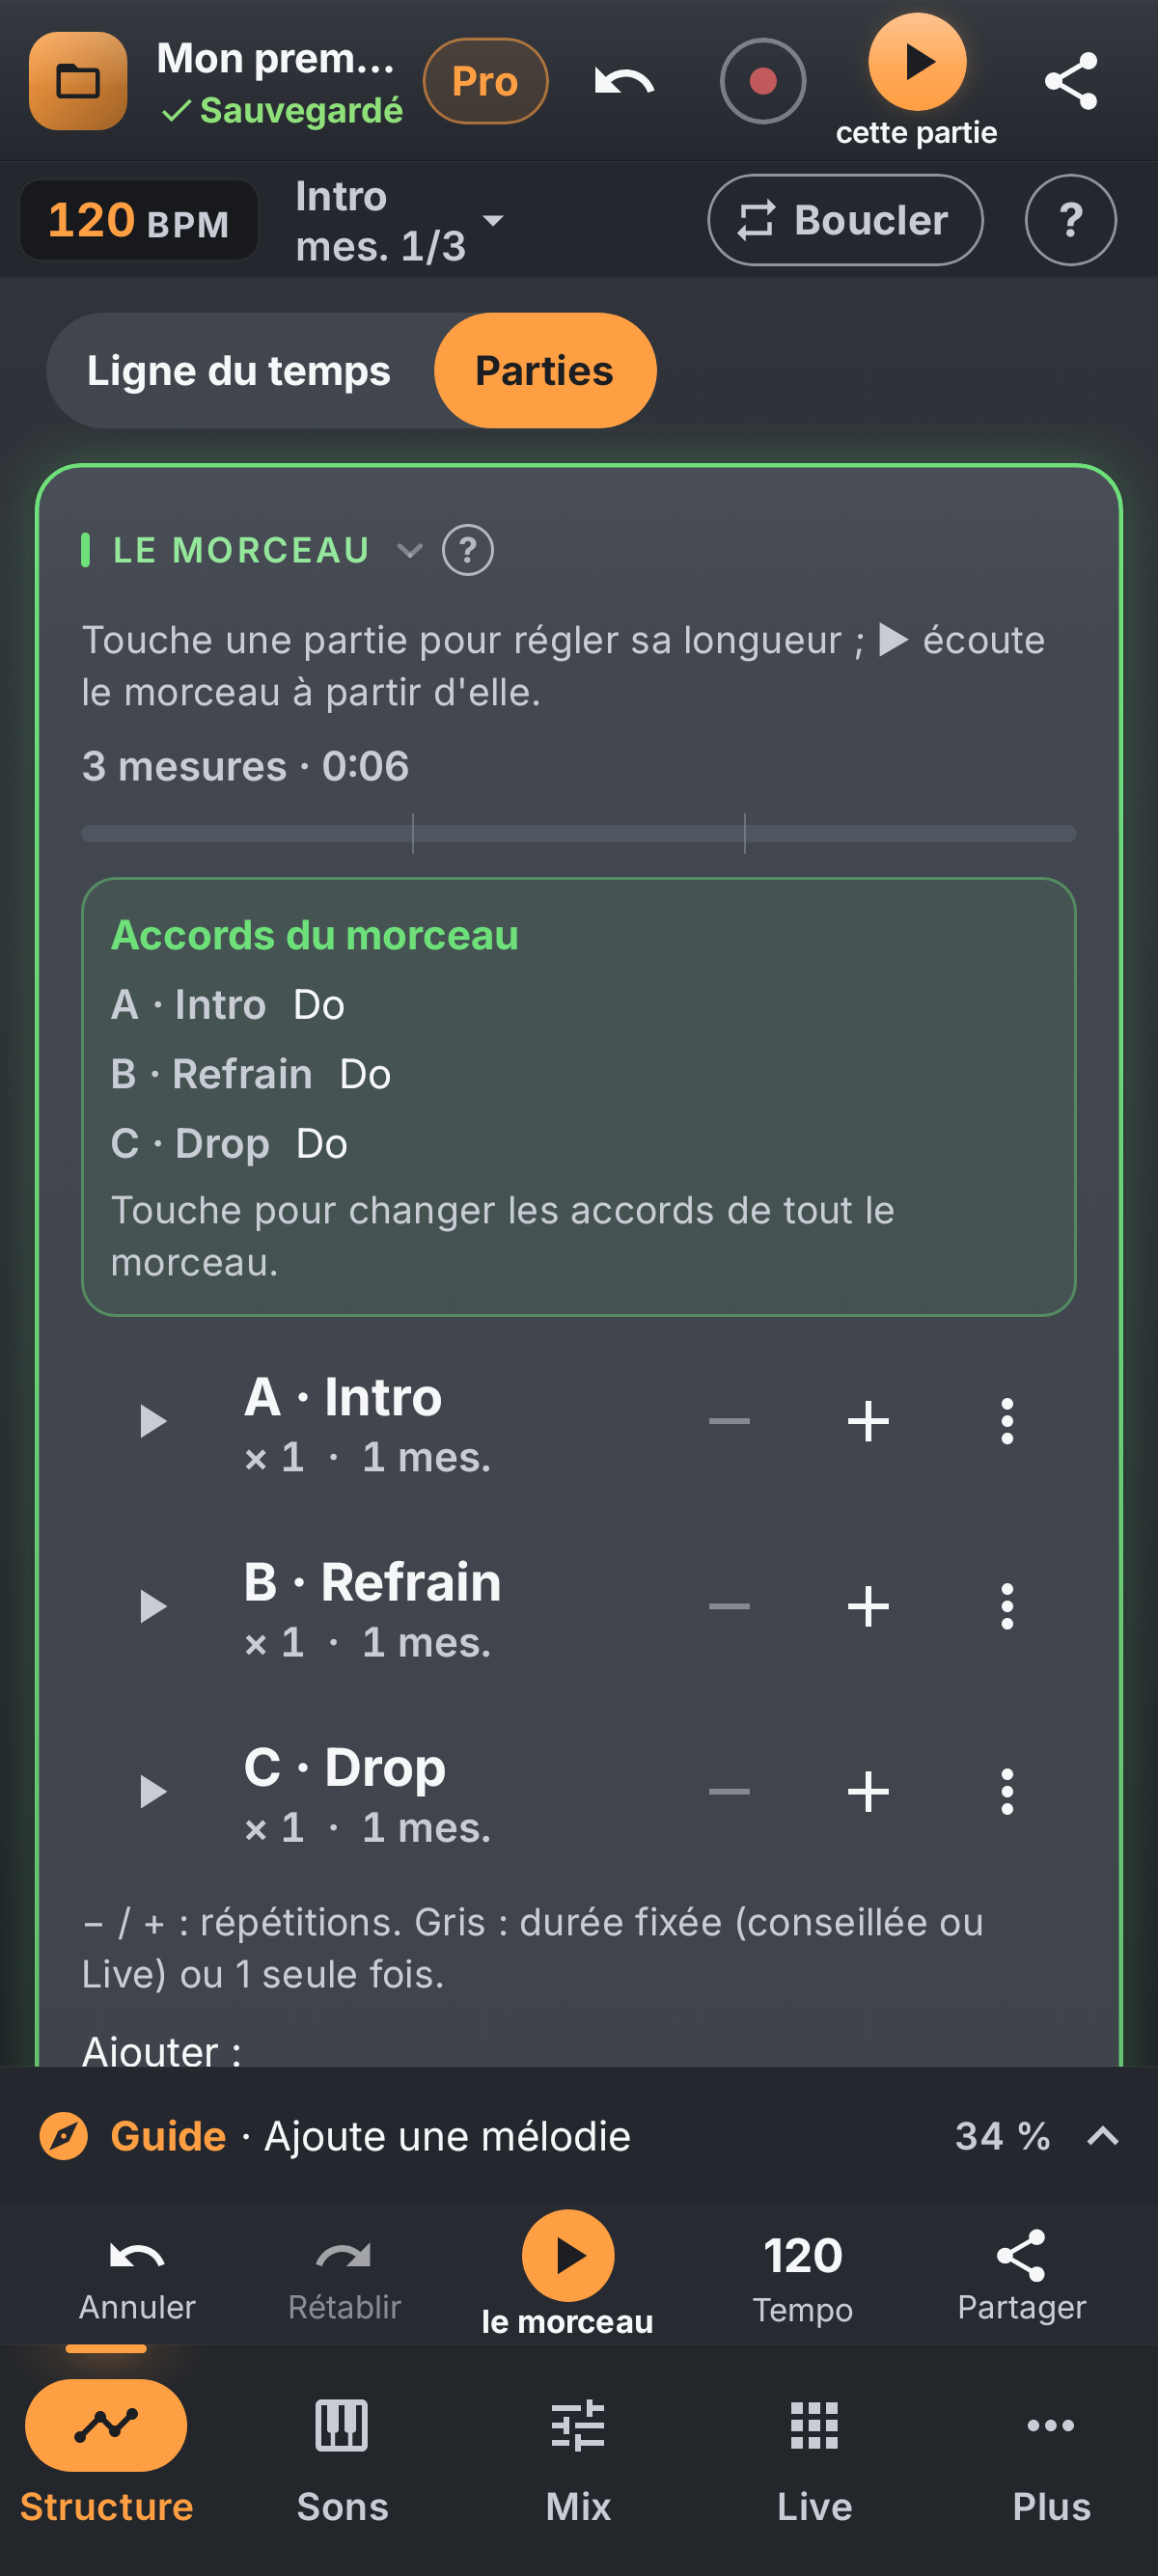 Mon prem...
✓ Sauvegardé
Pro
cette partie
120 BPM
Intro
mes. 1/3
Boucler
?
Ligne du temps
Parties
LE MORCEAU
?
Touche une partie pour régler sa longueur ; ▶ écoute
le morceau à partir d'elle.
3 mesures · 0:06
Accords du morceau
A · Intro Do
B · Refrain Do
C · Drop Do
Touche pour changer les accords de tout le
morceau.
A · Intro
× 1 · 1 mes.
B · Refrain
× 1 · 1 mes.
C · Drop
× 1 · 1 mes.
− / + : répétitions. Gris : durée fixée (conseillée ou
Live) ou 1 seule fois.
Ajouter :
Guide · Ajoute une mélodie
34 %
Annuler
Rétablir
le morceau
120
Tempo
Partager
Structure
Sons
Mix
Live
Plus